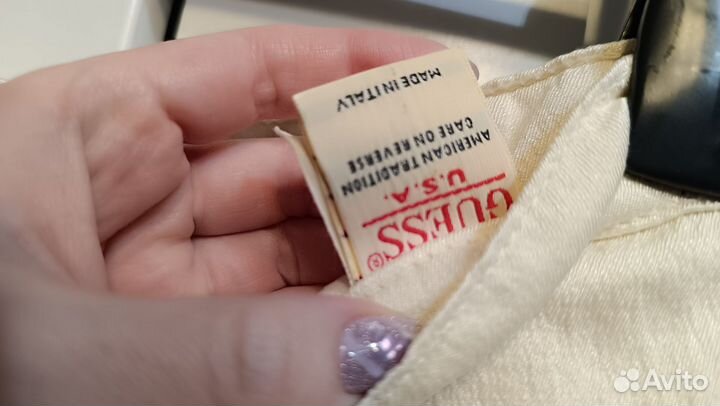 GUESS®
U.S.A.
AMERICAN TRADITION
CARE ON REVERSE
MADE IN ITALY
Avito